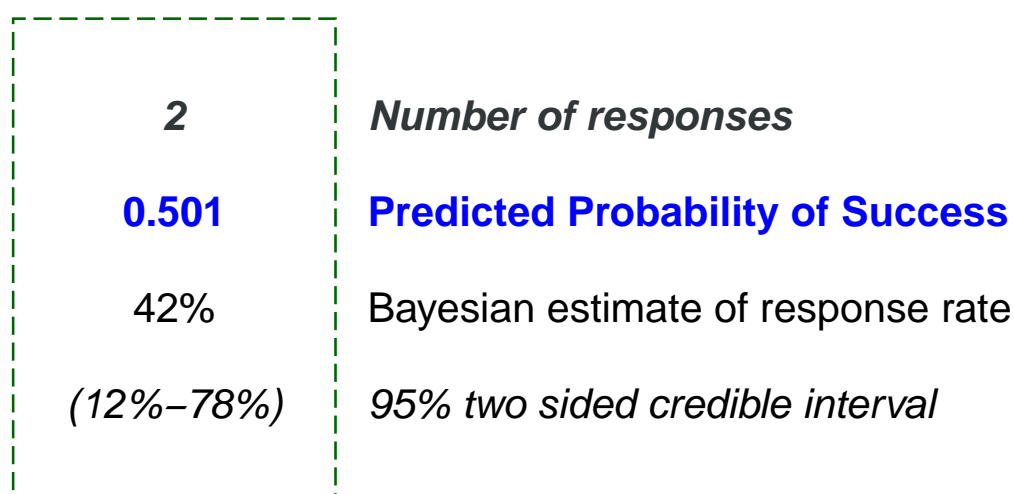 2 Number of responses
0.501 Predicted Probability of Success
42% Bayesian estimate of response rate
(12%–78%) 95% two sided credible interval